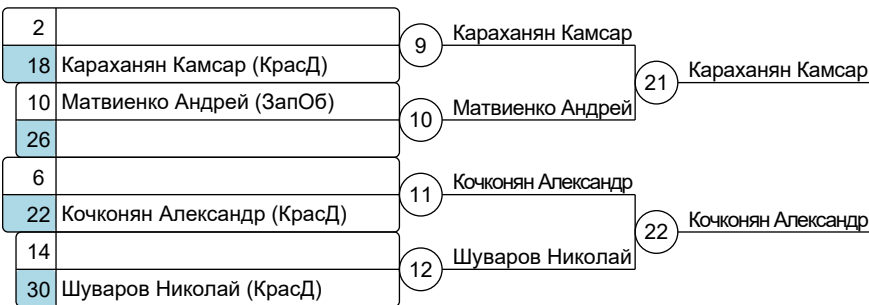 2
18 Караханян Камсар (КрасД)
10 Матвиенко Андрей (ЗапОб)
26
6
22 Кочконян Александр (КрасД)
14
30 Шуваров Николай (КрасД)
9 Караханян Камсар
10 Матвиенко Андрей
11 Кочконян Александр
12 Шуваров Николай
21 Караханян Камсар
22 Кочконян Александр